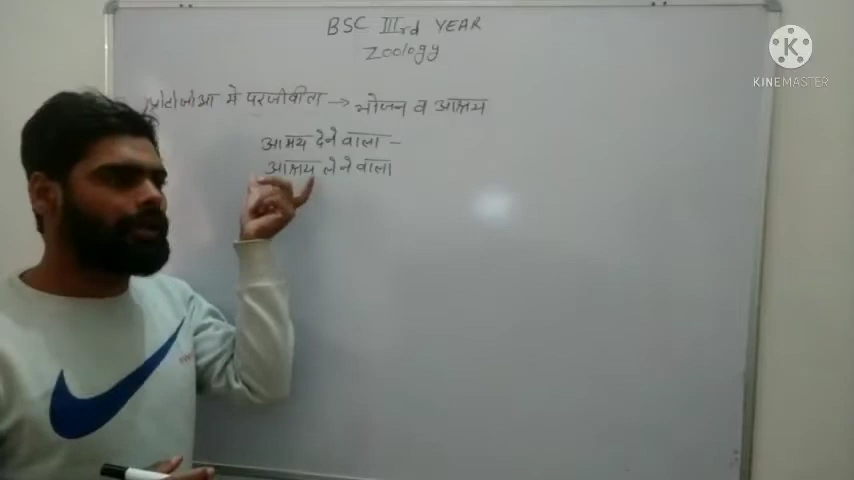 BSC IIIrd YEAR
Zoology
प्रोटोजोआ मे परजीवीता → भोजन व आश्रय
आश्रय देने वाला -
आश्रय लेने वाला
KINEMASTER